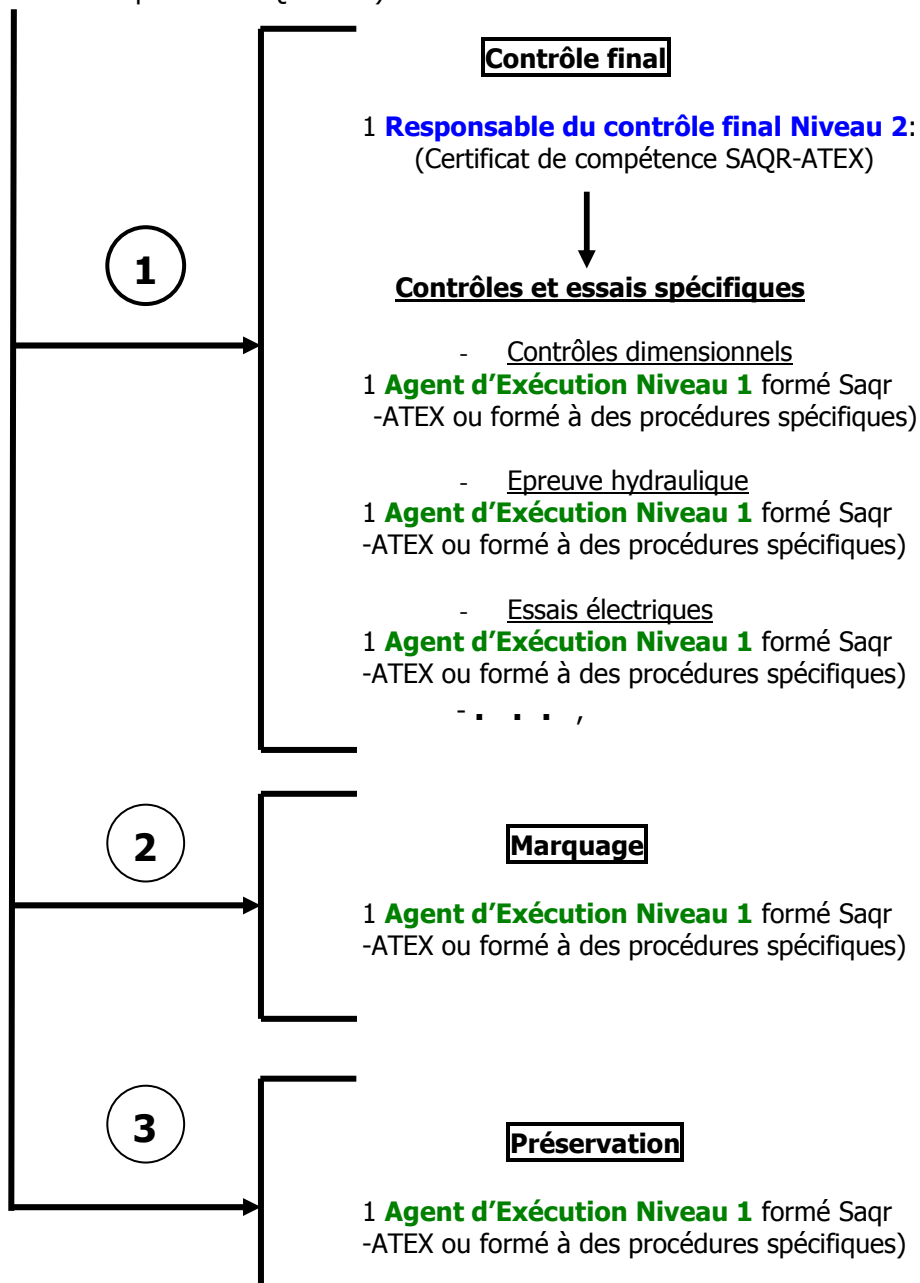 Contrôle final
1 Responsable du contrôle final Niveau 2:
(Certificat de compétence SAQR-ATEX)
1
Contrôles et essais spécifiques
- Contrôles dimensionnels
1 Agent d’Exécution Niveau 1 formé Saqr
-ATEX ou formé à des procédures spécifiques)
- Epreuve hydraulique
1 Agent d’Exécution Niveau 1 formé Saqr
-ATEX ou formé à des procédures spécifiques)
- Essais électriques
1 Agent d’Exécution Niveau 1 formé Saqr
-ATEX ou formé à des procédures spécifiques)
- . . . ,
2
Marquage
1 Agent d’Exécution Niveau 1 formé Saqr
-ATEX ou formé à des procédures spécifiques)
3
Préservation
1 Agent d’Exécution Niveau 1 formé Saqr
-ATEX ou formé à des procédures spécifiques)